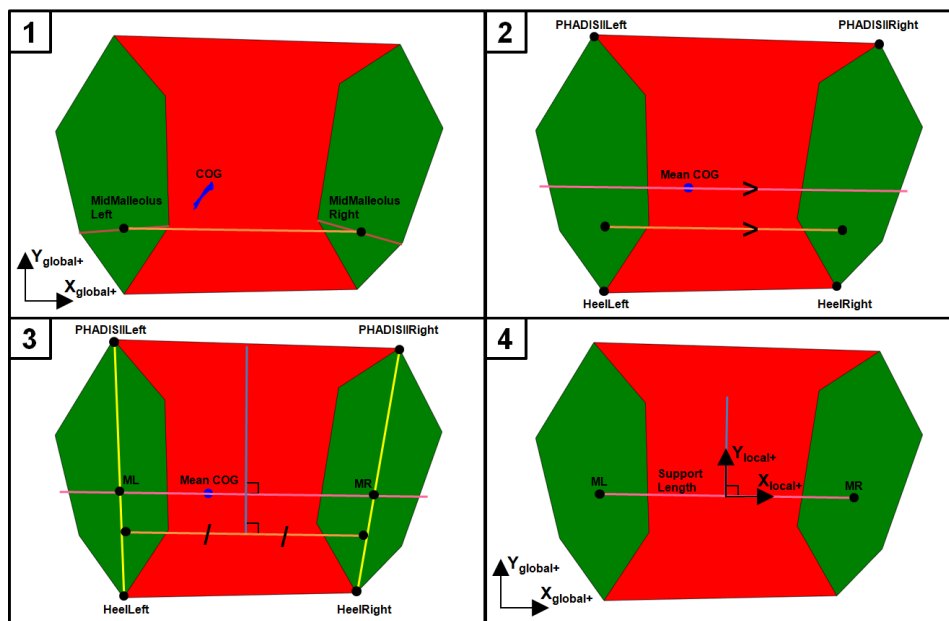 1
COG
MidMalleolus
Left
MidMalleolus
Right
Yglobal+
Xglobal+
2
PHADISIILeft
PHADISIIRight
Mean COG
HeelLeft
HeelRight
3
PHADISIILeft
PHADISIIRight
ML
Mean COG
MR
HeelLeft
HeelRight
4
Ylocal+
Support
Length
Xlocal+
ML
MR
Yglobal+
Xglobal+